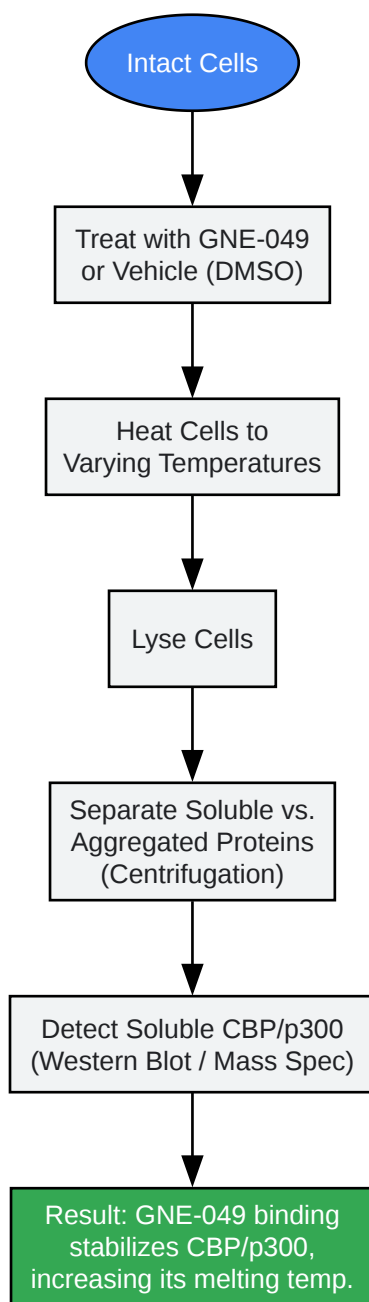 Intact Cells
Treat with GNE-049
or Vehicle (DMSO)
Heat Cells to
Varying Temperatures
Lyse Cells
Separate Soluble vs.
Aggregated Proteins
(Centrifugation)
Detect Soluble CBP/p300
(Western Blot / Mass Spec)
Result: GNE-049 binding
stabilizes CBP/p300,
increasing its melting temp.